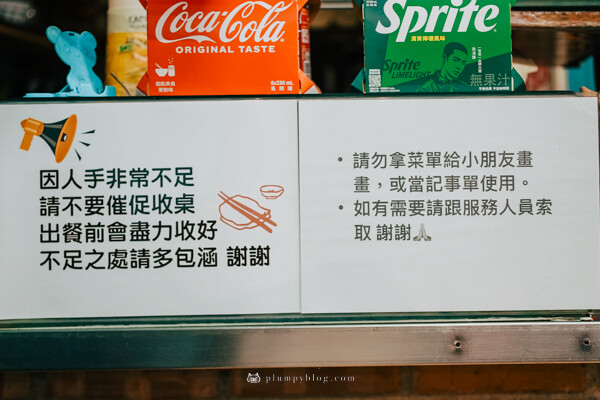 Coca-Cola
ORIGINAL TASTE
Sprite
Sprite
LIMELIGHT
無果汁
因人手非常不足
請不要催促收桌
出餐前會盡力收好
不足之處請多包涵 謝謝
• 請勿拿菜單給小朋友畫
畫，或當記事單使用。
• 如有需要請跟服務人員索
取 謝謝🙏
plumpyblog.com